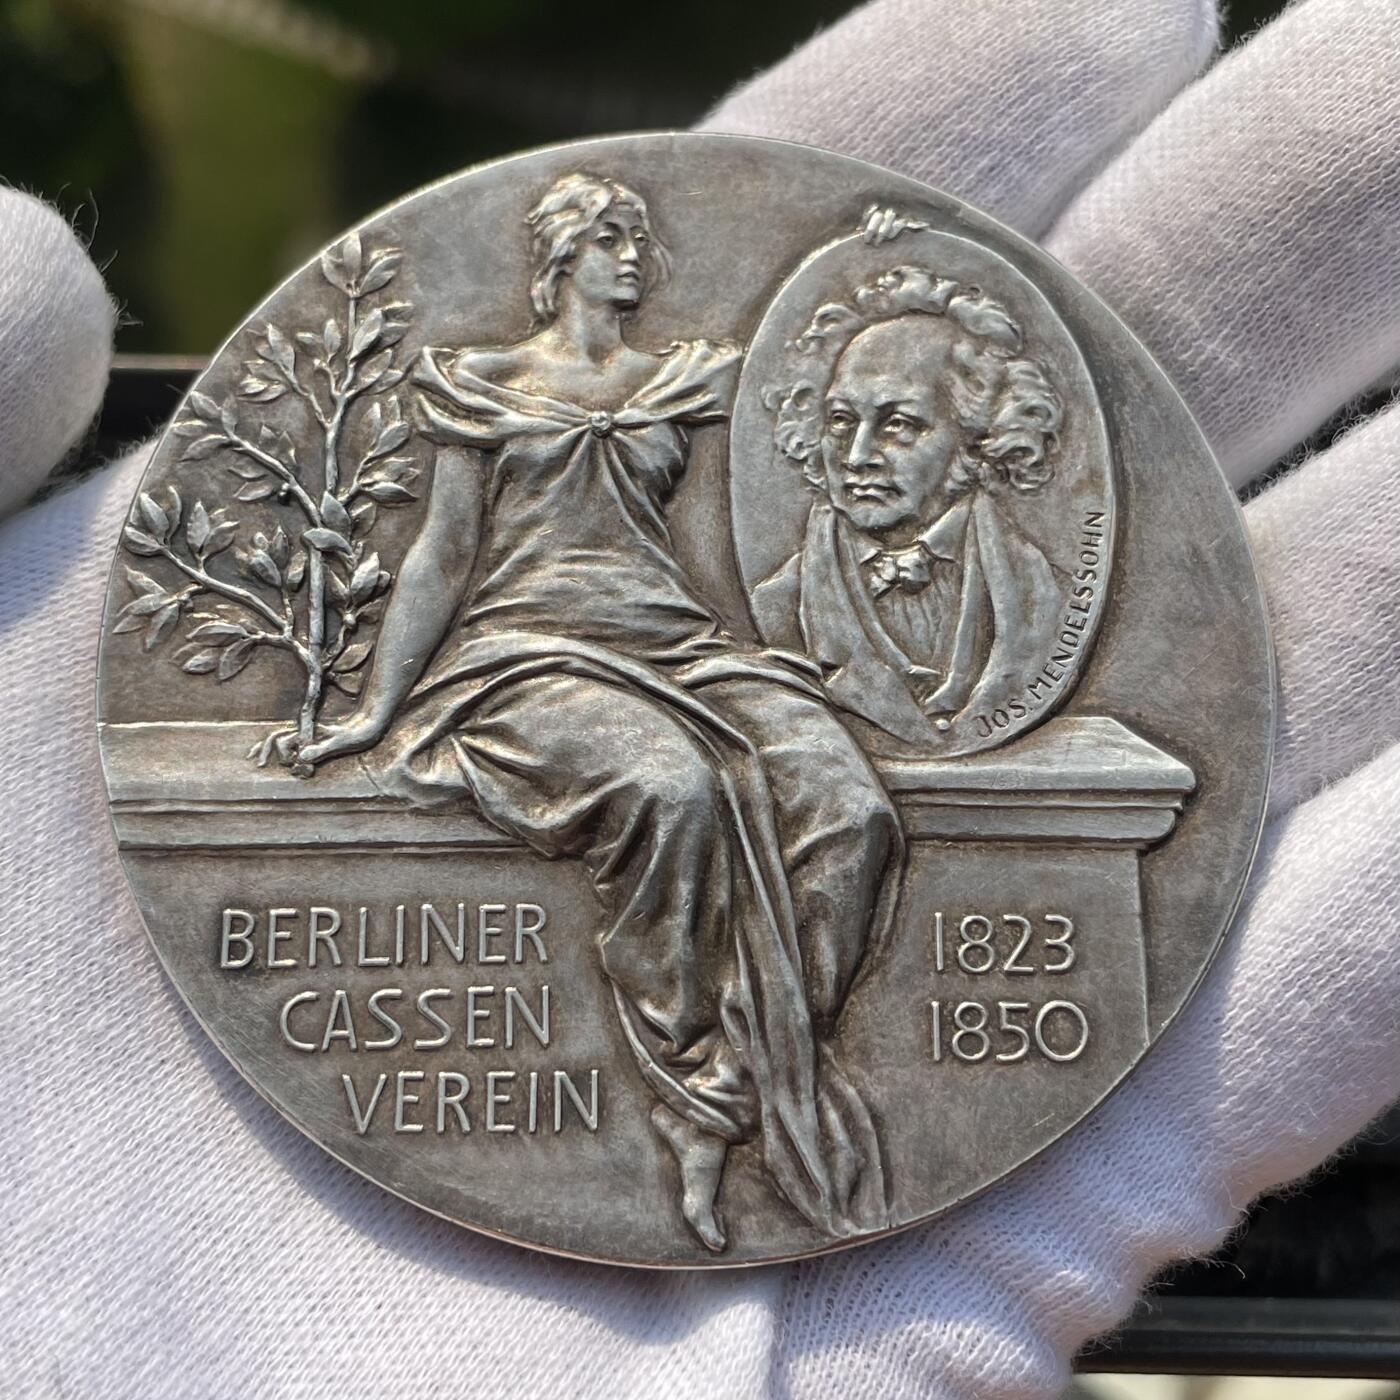 JOS. MENDELSSOHN
BERLINER
CASSEN
VEREIN
1823
1850